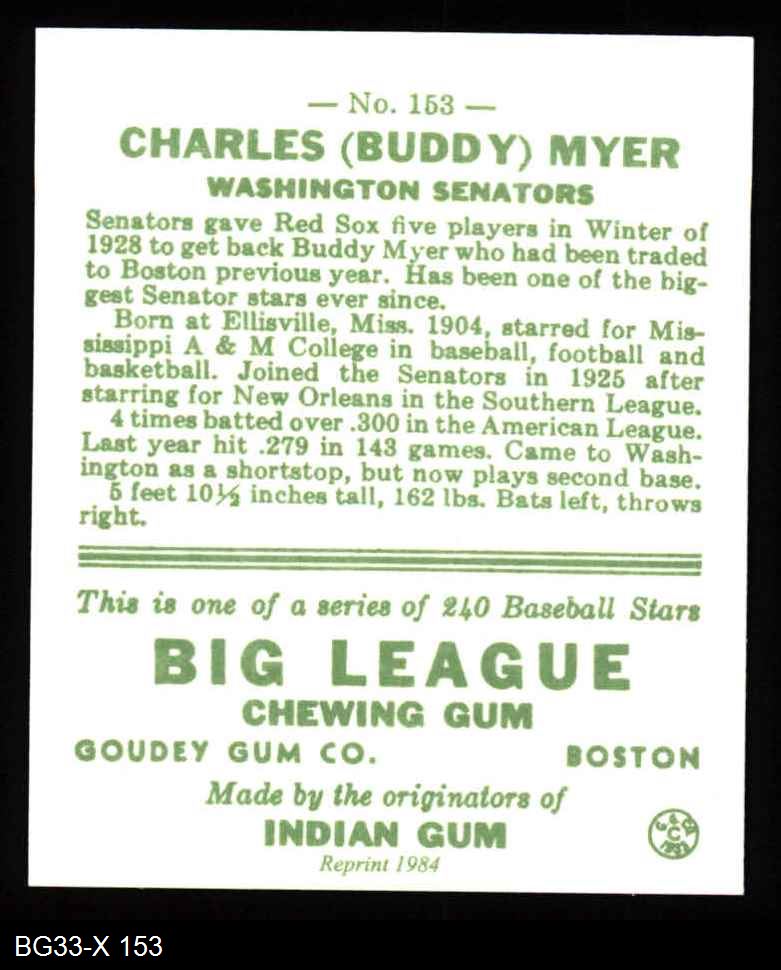 — No. 153 —
CHARLES (BUDDY) MYER
WASHINGTON SENATORS
Senators gave Red Sox five players in Winter of
1928 to get back Buddy Myer who had been traded
to Boston previous year. Has been one of the big-
gest Senator stars ever since.
Born at Ellisville, Miss. 1904, starred for Mis-
sissippi A & M College in baseball, football and
basketball. Joined the Senators in 1925 after
starring for New Orleans in the Southern League.
4 times batted over .300 in the American League.
Last year hit .279 in 143 games. Came to Wash-
ington as a shortstop, but now plays second base.
5 feet 10½ inches tall, 162 lbs. Bats left, throws
right.
This is one of a series of 240 Baseball Stars
BIG LEAGUE
CHEWING GUM
GOUDEY GUM CO. BOSTON
Made by the originators of
INDIAN GUM
Reprint 1984
BG33-X 153